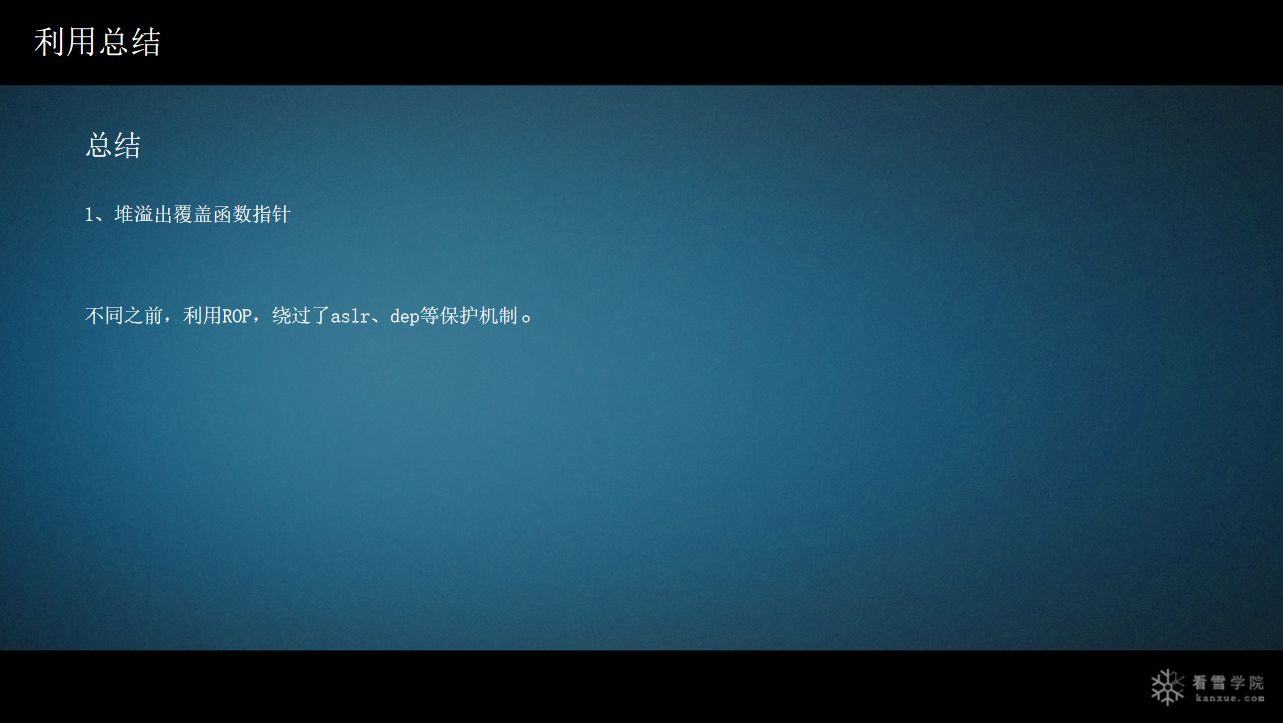 利用总结
总结
1、堆溢出覆盖函数指针
不同之前，利用ROP，绕过了aslr、dep等保护机制。
看雪学院
kanxue.com